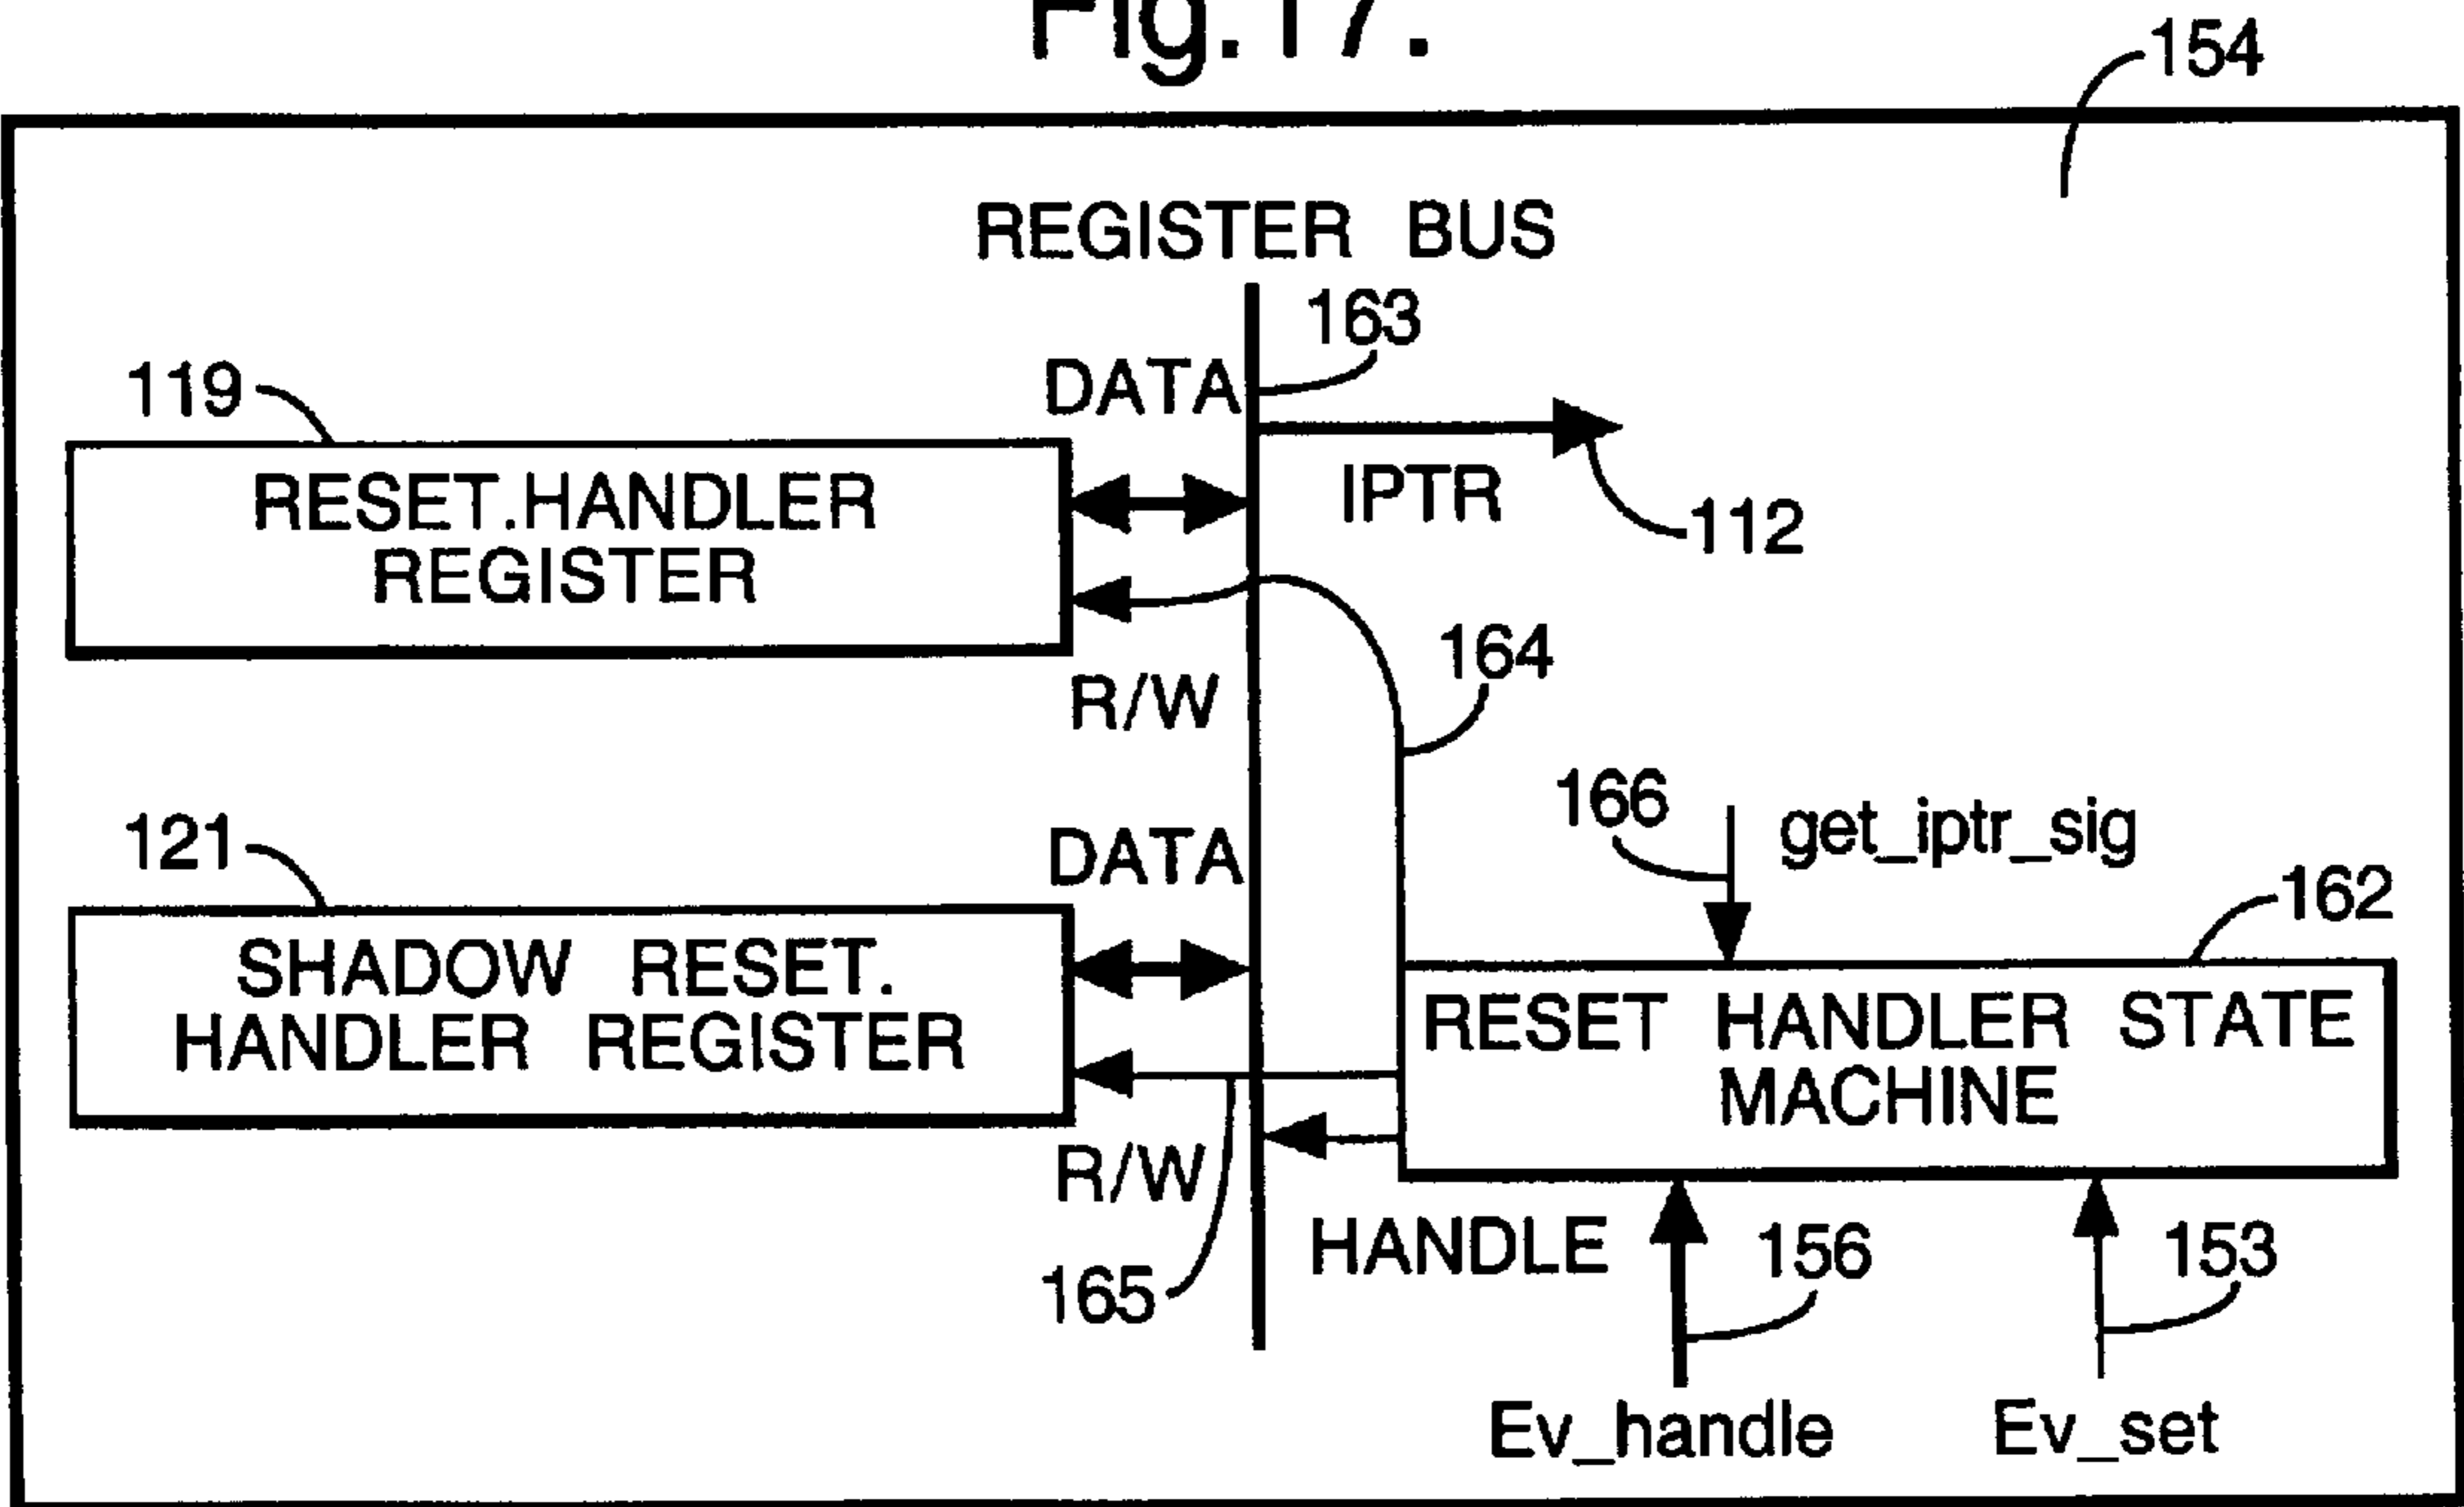 Fig.17.
154
REGISTER BUS
163
DATA
119
RESET.HANDLER
REGISTER
IPTR
112
R/W
164
166
get_iptr_sig
121
DATA
162
SHADOW RESET.
HANDLER REGISTER
RESET HANDLER STATE
MACHINE
R/W
HANDLE
156
153
165
Ev_handle
Ev_set